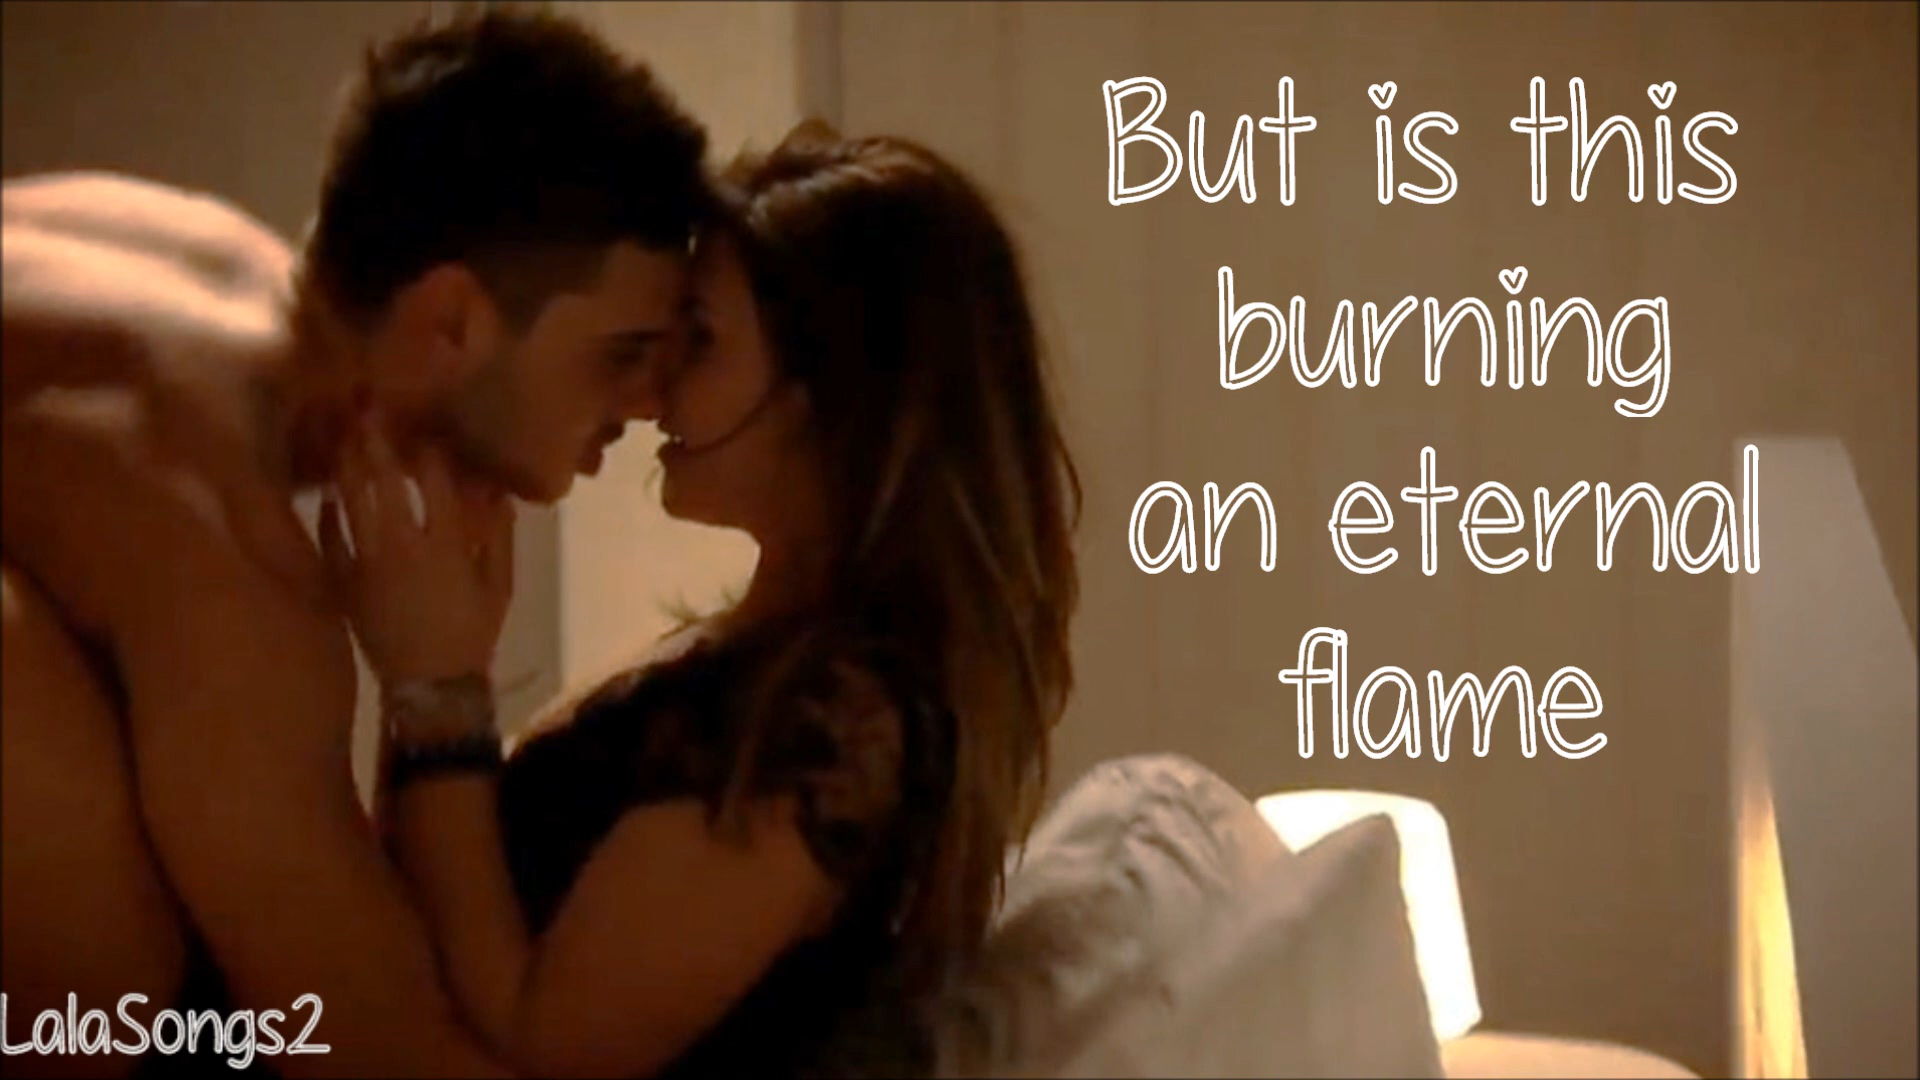 But is this
burning
an eternal
flame
LalaSongs2